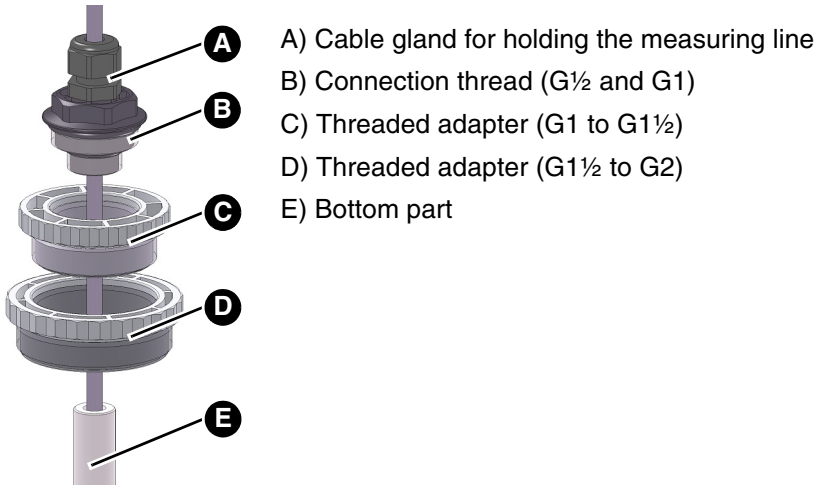 A
A) Cable gland for holding the measuring line
B
B) Connection thread (G½ and G1)
C) Threaded adapter (G1 to G1½)
D) Threaded adapter (G1½ to G2)
C
E) Bottom part
D
E